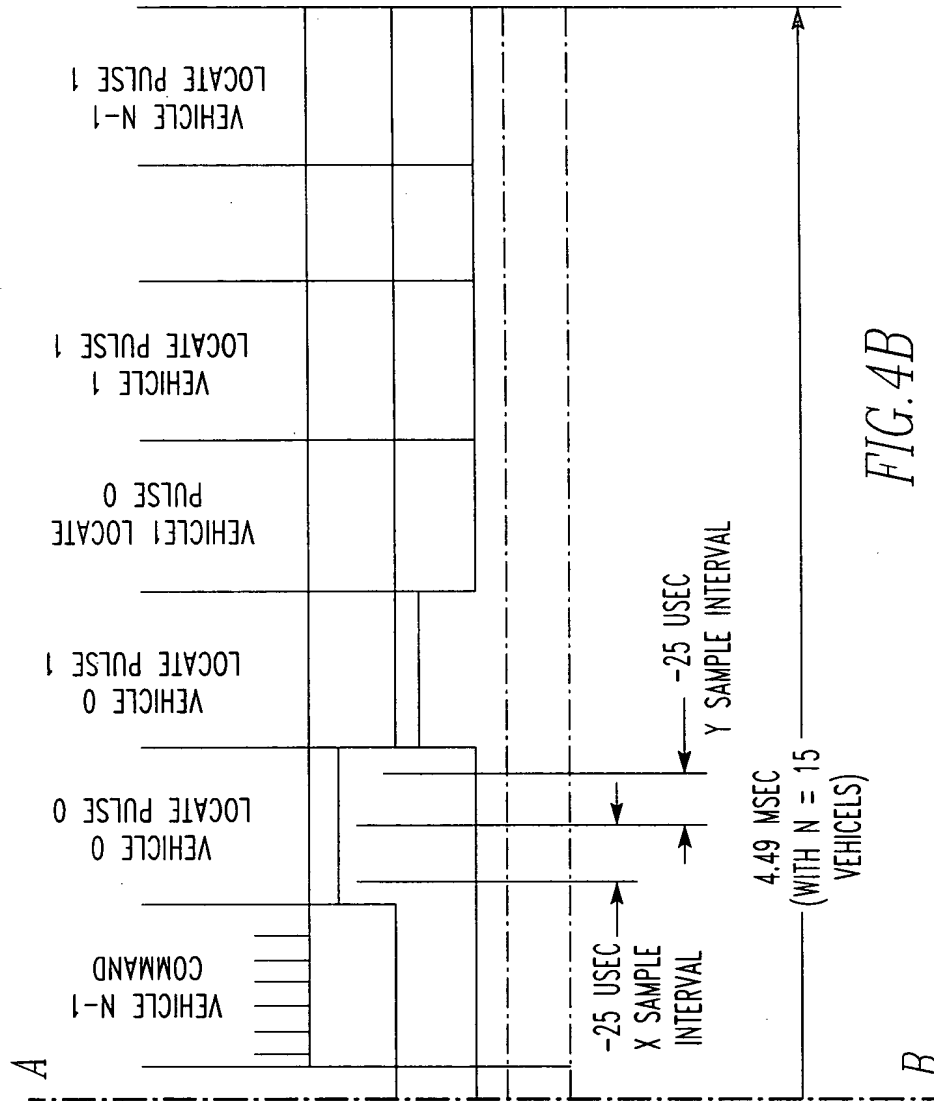 A
VEHICLE N-1
COMMAND
VEHICLE 0
LOCATE PULSE 0
VEHICLE 0
LOCATE PULSE 1
VEHICLE1 LOCATE
PULSE 0
VEHICLE 1
LOCATE PULSE 1
VEHICLE N-1
LOCATE PULSE 1
-25 USEC
X SAMPLE
INTERVAL
-25 USEC
Y SAMPLE INTERVAL
4.49 MSEC
(WITH N = 15
VEHICELS)
B
FIG. 4B